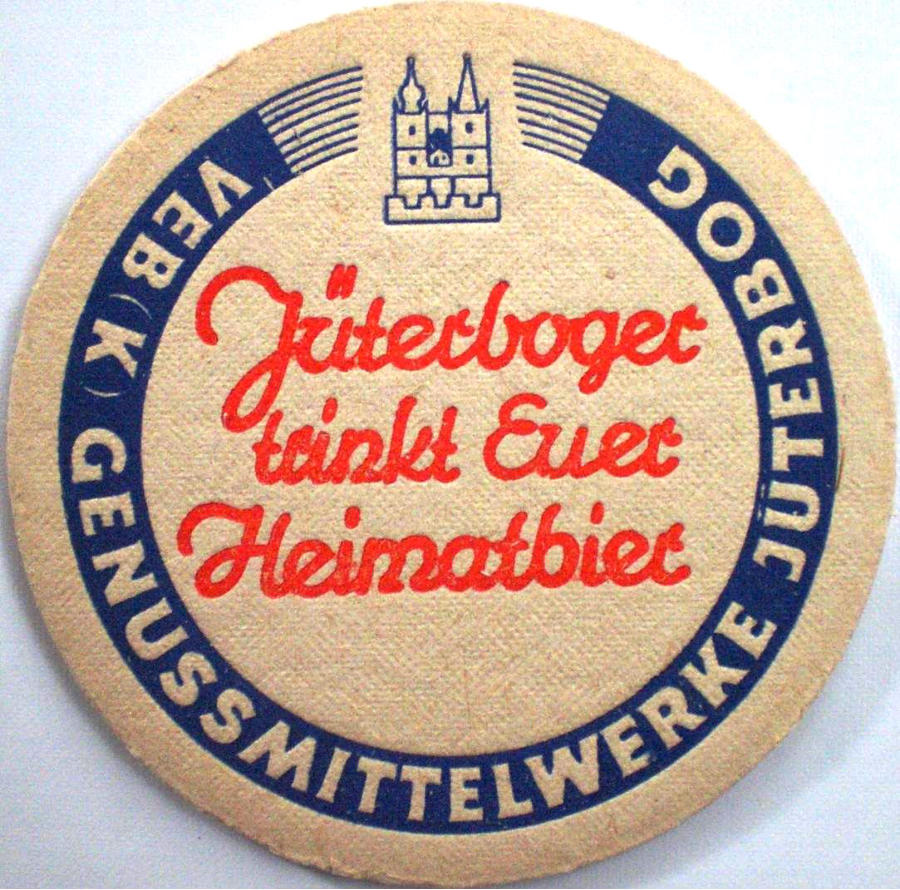 Jüterboger
trinkt Euer
Heimatbier
VEB (K) GENUSSMITTELWERKE JÜTERBOG